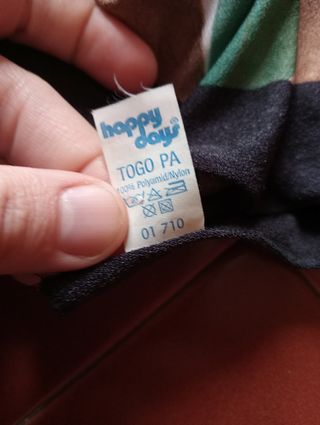 happy
days®
TOGO PA
100% Polyamid/Nylon
01 710